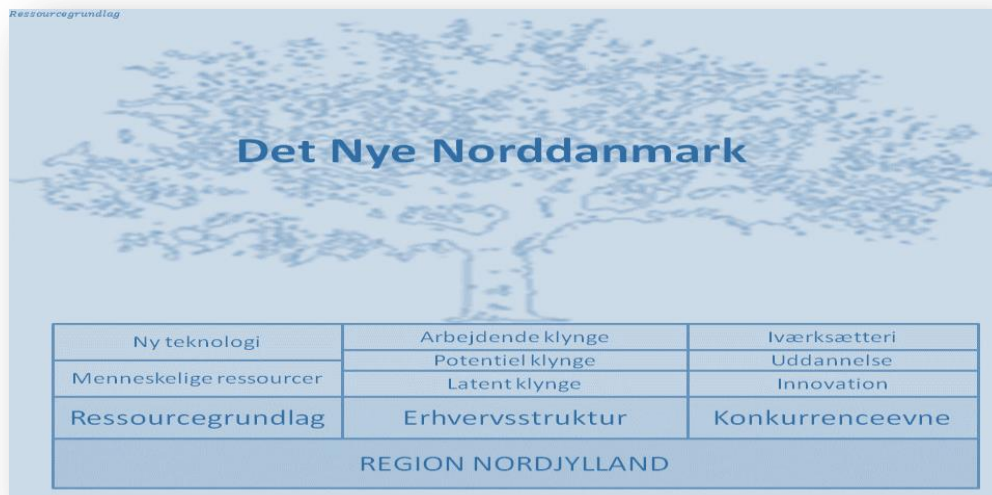 Ressourcegrundlag
Det Nye Norddanmark
Ny teknologi
Menneskelige ressourcer
Ressourcegrundlag
Arbejdende klynge
Potentiel klynge
Latent klynge
Erhvervsstruktur
Iværksætteri
Uddannelse
Innovation
Konkurrenceevne
REGION NORDJYLLAND